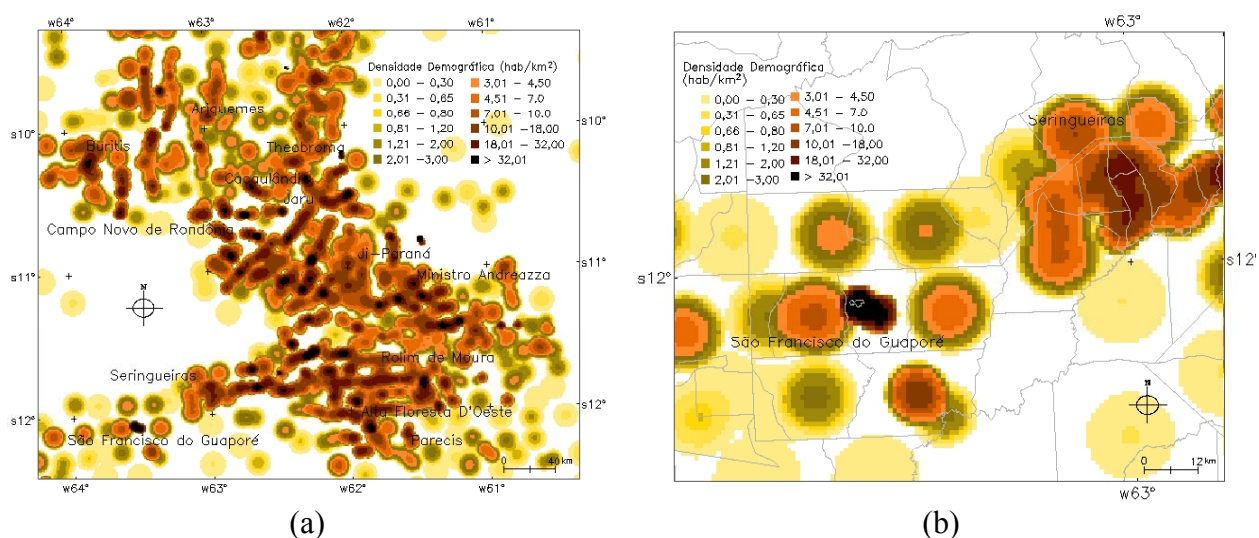 w64° w63° w62° w61°
Densidade Demográfica (hab/km²)
0,00 – 0,30 3,01 – 4,50
0,31 – 0,65 4,51 – 7.0
0,66 – 0,80 7,01 – 10.0
0,81 – 1,20 10,01 –18,00
1,21 – 2,00 18,01 – 32,00
2,01 –3,00 > 32,01
Ariquemes
s10°
Buritis
Theobroma
Cacaulândia
Jaru
Campo Novo de Rondônia
Ji-Paraná
s11°
Ministro Andreazza
N
Rolim de Moura
Seringueiras
s12°
Alta Floresta D'Oeste
São Francisco do Guaporé
Parecis
0 40 km
w64° w63° w62° w61°
(a)
w63°
Densidade Demográfica
(hab/km²)
0,00 – 0,30 3,01 – 4,50
0,31 – 0,65 4,51 – 7.0
0,66 – 0,80 7,01 – 10.0
0,81 – 1,20 10,01 –18,00
1,21 – 2,00 18,01 – 32,00
2,01 –3,00 > 32,01
Seringueiras
s12° s12°
São Francisco do Guaporé
N
0 12 km
w63°
(b)